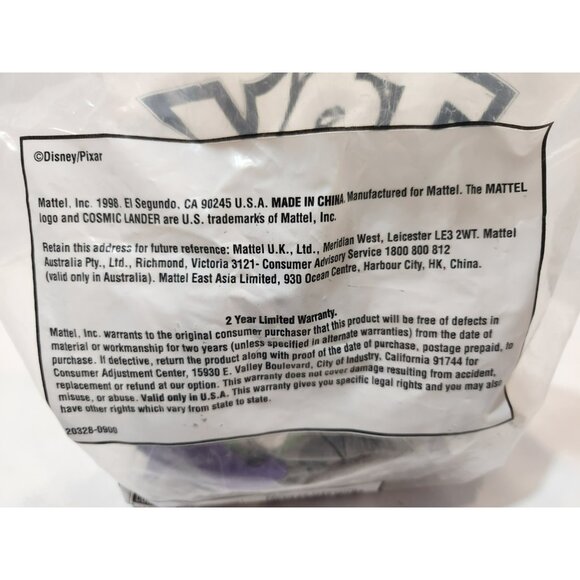 ©Disney/Pixar
Mattel, Inc. 1998. El Segundo, CA 90245 U.S.A. MADE IN CHINA. Manufactured for Mattel. The MATTEL
logo and COSMIC LANDER are U.S. trademarks of Mattel, Inc.
Retain this address for future reference: Mattel U.K., Ltd., Meridian West, Leicester LE3 2WT. Mattel
Australia Pty., Ltd., Richmond, Victoria 3121- Consumer Advisory Service 1800 800 812
(valid only in Australia). Mattel East Asia Limited, 930 Ocean Centre, Harbour City, HK, China.
2 Year Limited Warranty.
Mattel, Inc. warrants to the original consumer purchaser that this product will be free of defects in
material or workmanship for two years (unless specified in alternate warranties) from the date of
purchase. If defective, return the product along with proof of the date of purchase, postage prepaid, to
Consumer Adjustment Center, 15930 E. Valley Boulevard, City of Industry, California 91744 for
replacement or refund at our option. This warranty does not cover damage resulting from accident,
misuse, or abuse. Valid only in U.S.A. This warranty gives you specific legal rights and you may also
have other rights which vary from state to state.
20328-0900